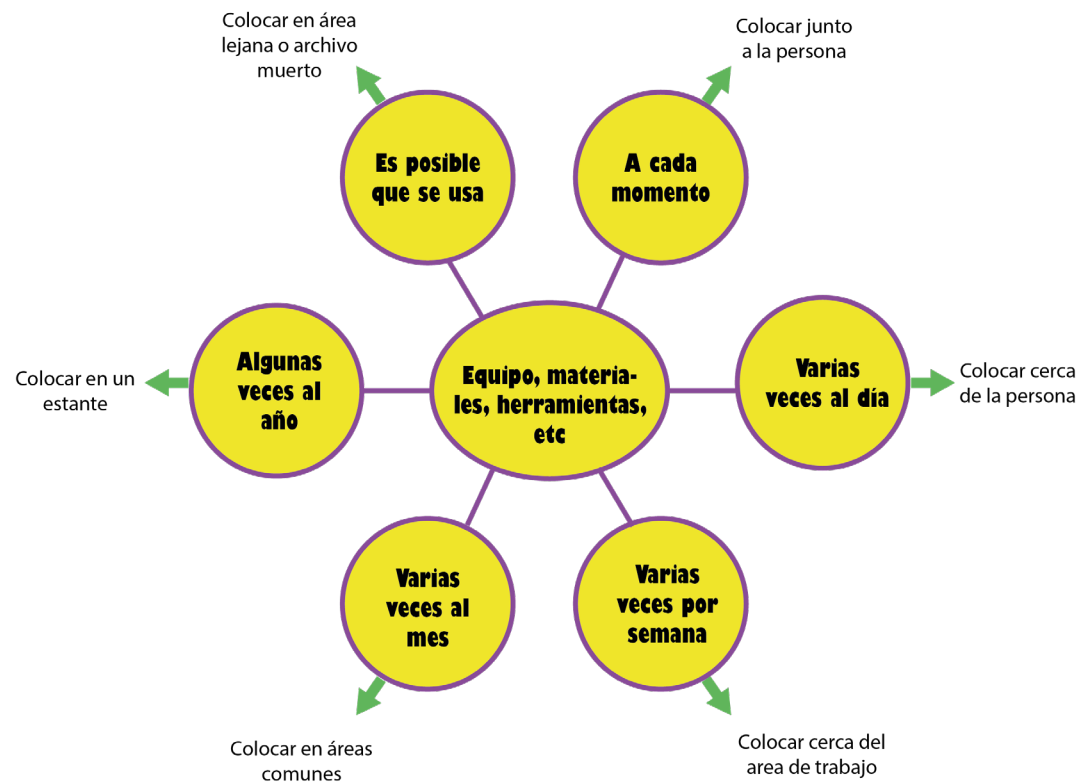 Colocar en área
lejana o archivo
muerto
Colocar junto
a la persona
Es posible
que se usa
A cada
momento
Algunas
veces al
año
Colocar en un
estante
Equipo, materia-
les, herramientas,
etc
Varias
veces al día
Colocar cerca
de la persona
Varias
veces al
mes
Varias
veces por
semana
Colocar en áreas
comunes
Colocar cerca del
area de trabajo